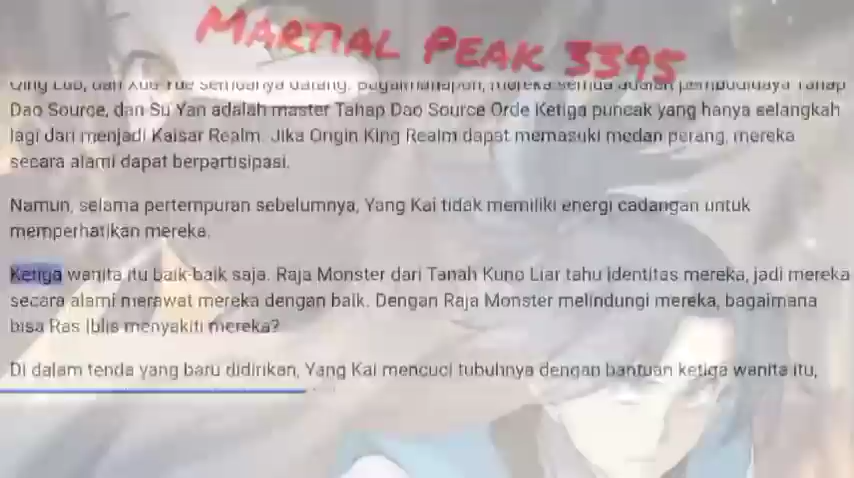 MARTIAL PEAK 3395
Qing Luo, dan Xue Yue semuanya datang. Bagaimanapun, mereka semua adalah pembudidaya Tahap
Dao Source, dan Su Yan adalah master Tahap Dao Source Orde Ketiga puncak yang hanya selangkah
lagi dari menjadi Kaisar Realm. Jika Origin King Realm dapat memasuki medan perang, mereka
secara alami dapat berpartisipasi.
Namun, selama pertempuran sebelumnya, Yang Kai tidak memiliki energi cadangan untuk
memperhatikan mereka.
Ketiga wanita itu baik-baik saja. Raja Monster dari Tanah Kuno Liar tahu identitas mereka, jadi mereka
secara alami merawat mereka dengan baik. Dengan Raja Monster melindungi mereka, bagaimana
bisa Ras Iblis menyakiti mereka?
Di dalam tenda yang baru didirikan, Yang Kai mencuci tubuhnya dengan bantuan ketiga wanita itu,